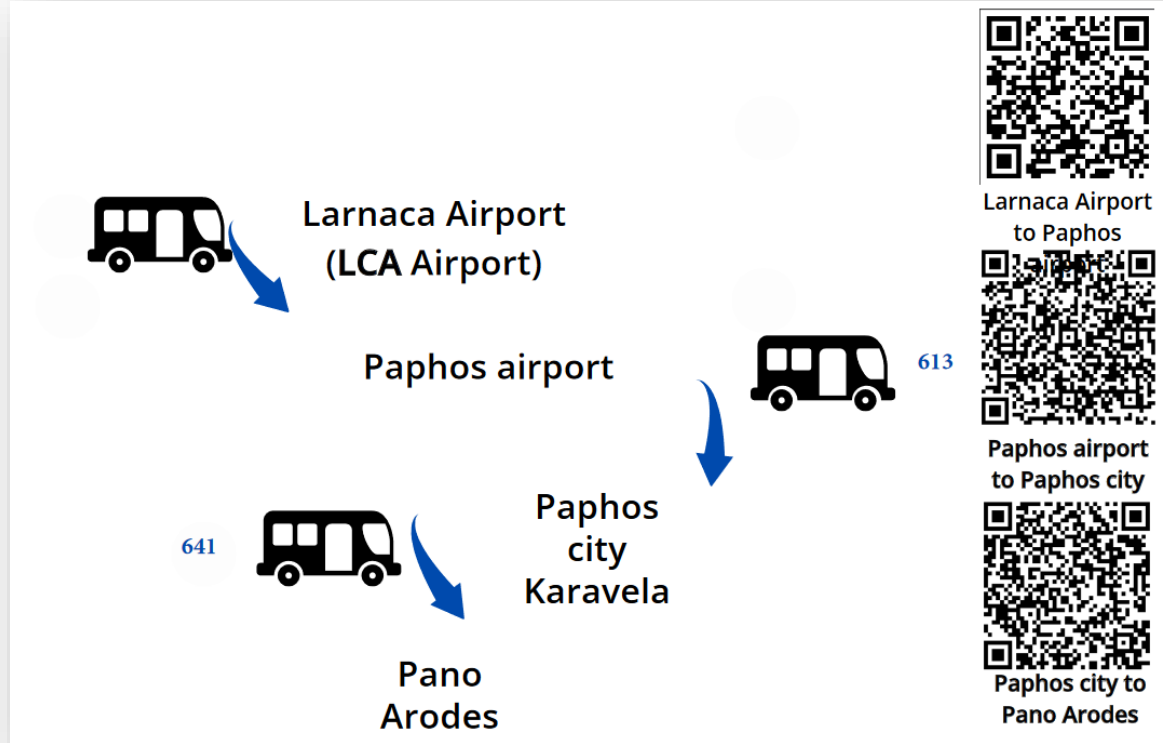 Larnaca Airport
(LCA Airport)
Paphos airport
613
Paphos
city
Karavela
641
Pano
Arodes
Larnaca Airport
to Paphos
airport
Paphos airport
to Paphos city
Paphos city to
Pano Arodes